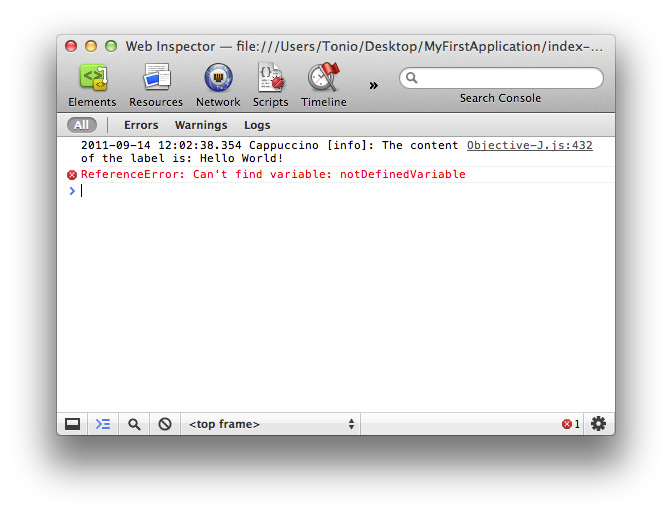 Web Inspector — file:///Users/Tonio/Desktop/MyFirstApplication/index-...
Elements Resources Network Scripts Timeline » Search Console
All Errors Warnings Logs
2011-09-14 12:02:38.354 Cappuccino [info]: The content Objective-J.js:432
of the label is: Hello World!
ReferenceError: Can't find variable: notDefinedVariable
<top frame> 1